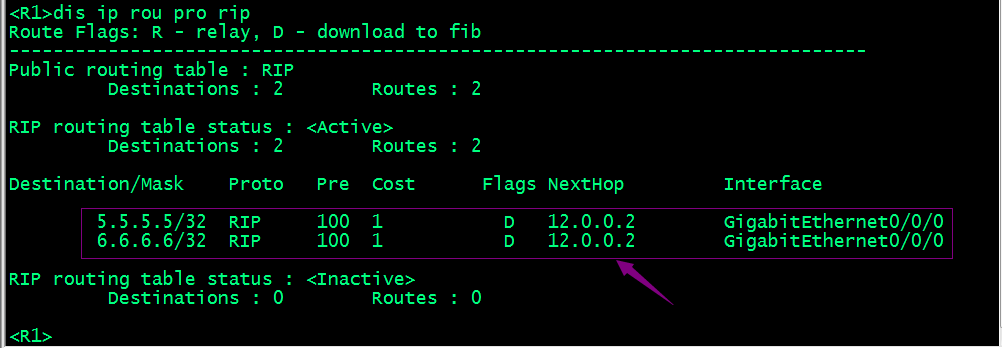 <R1>dis ip rou pro rip
Route Flags: R - relay, D - download to fib
------------------------------------------------------------------------------
Public routing table : RIP
         Destinations : 2        Routes : 2
RIP routing table status : <Active>
         Destinations : 2        Routes : 2
Destination/Mask    Proto   Pre  Cost      Flags NextHop         Interface
        5.5.5.5/32  RIP     100  1           D   12.0.0.2        GigabitEthernet0/0/0
        6.6.6.6/32  RIP     100  1           D   12.0.0.2        GigabitEthernet0/0/0
RIP routing table status : <Inactive>
         Destinations : 0        Routes : 0
<R1>